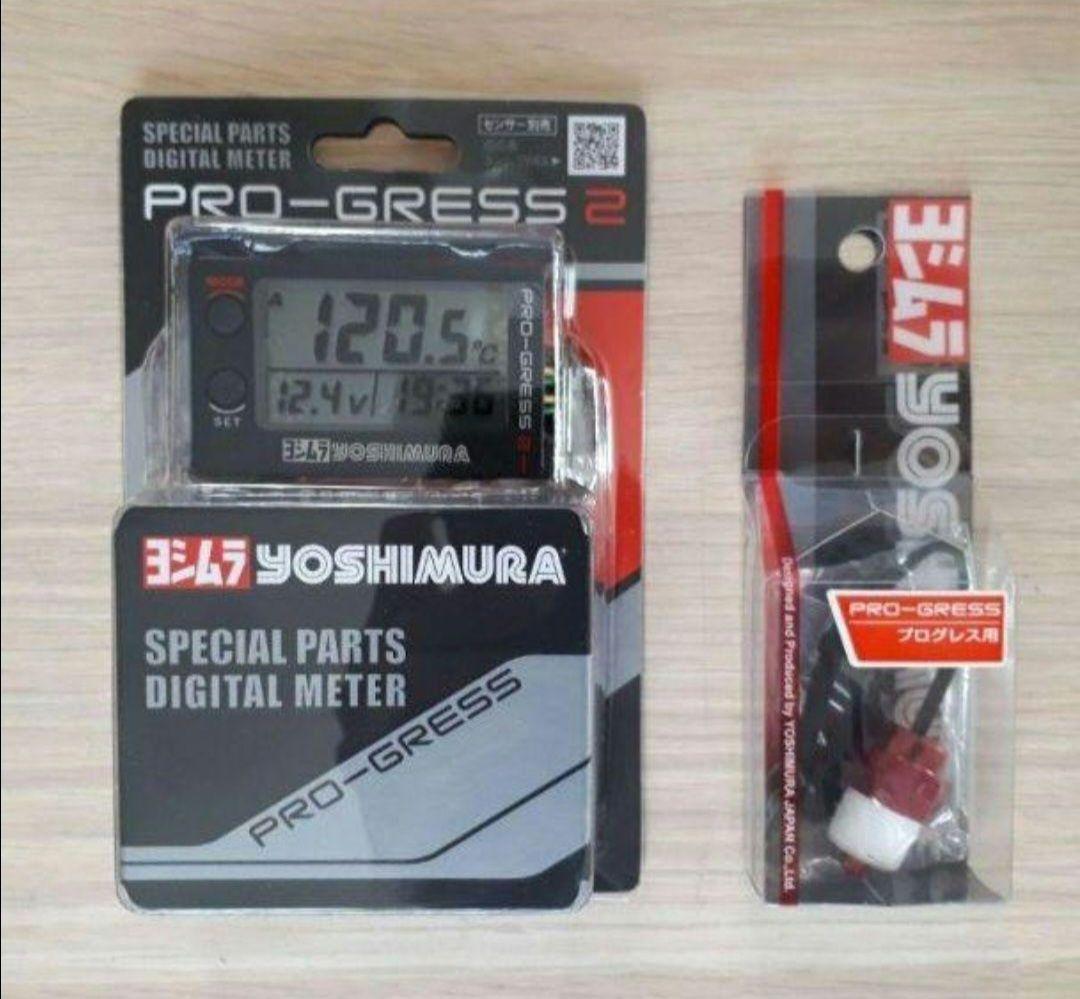 SPECIAL PARTS
DIGITAL METER
センサー別売
PRO-GRESS 2
MODE
A
120.5℃
12.4v
19:36
SET
PRO-GRESS 2
ヨシムラ YOSHIMURA
ヨシムラ YOSHIMURA
SPECIAL PARTS
DIGITAL METER
PRO-GRESS
ヨシムラ YOS
PRO-GRESS
プログレス用
Designed and Produced by YOSHIMURA JAPAN Co., Ltd.